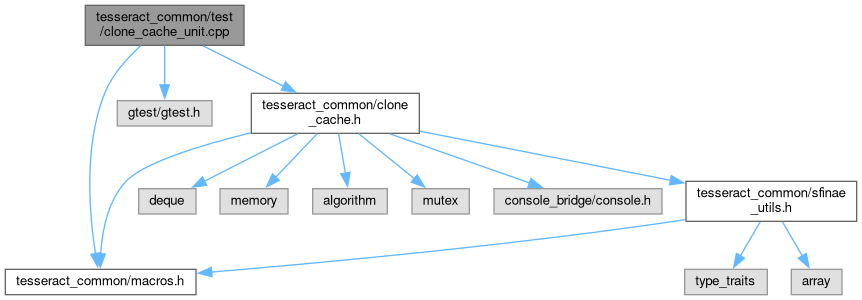 tesseract_common/test
/clone_cache_unit.cpp
gtest/gtest.h
tesseract_common/clone
_cache.h
deque
memory
algorithm
mutex
console_bridge/console.h
tesseract_common/sfinae
_utils.h
tesseract_common/macros.h
type_traits
array